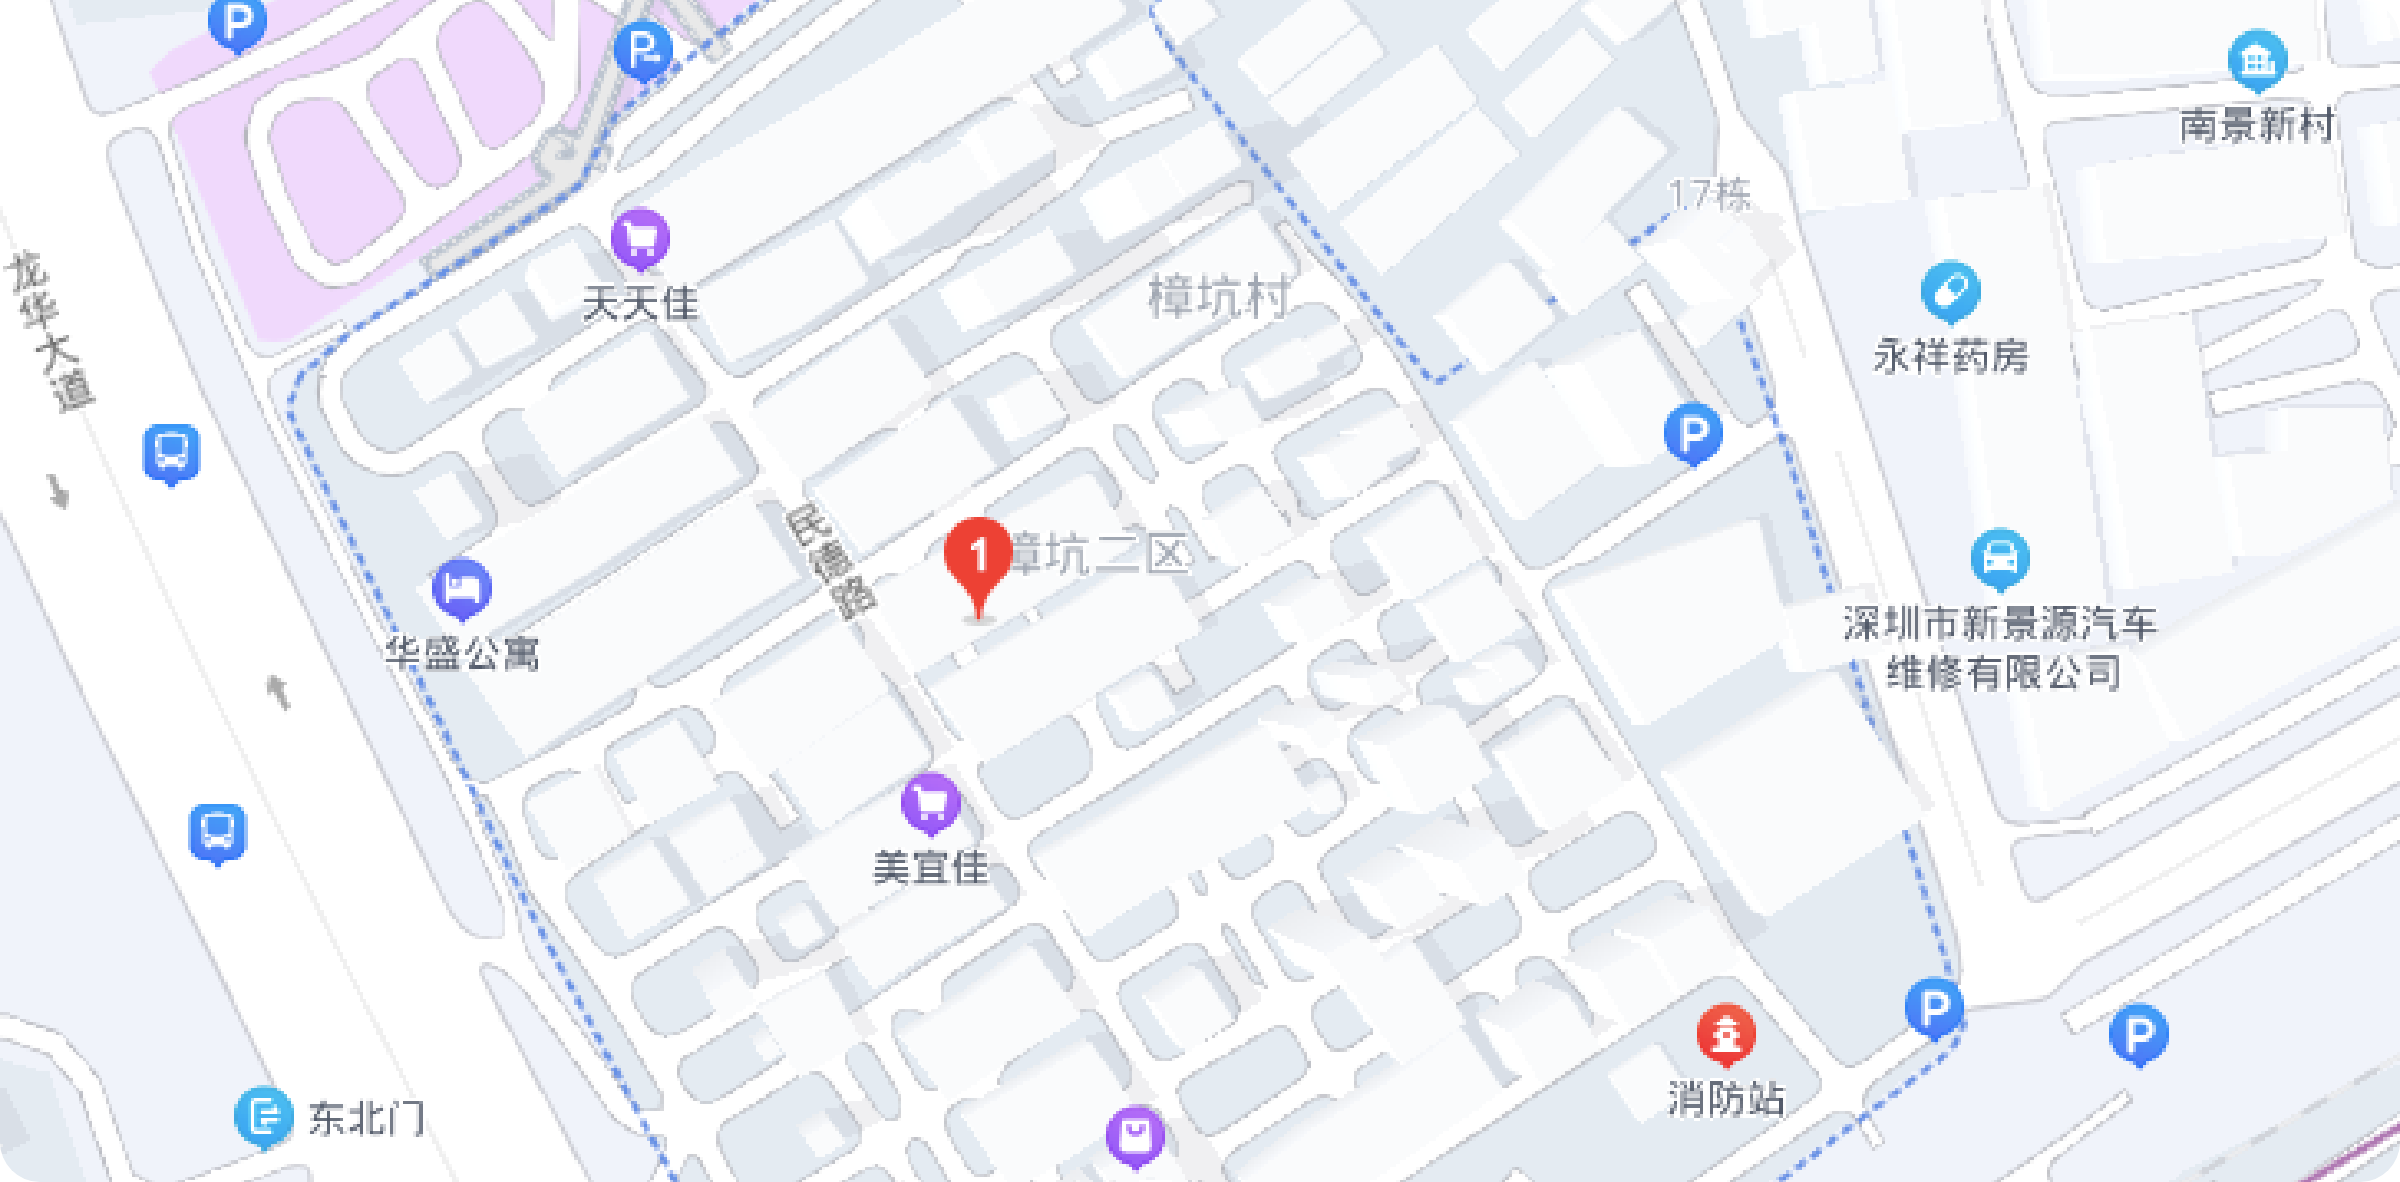 P
P
南景新村
17栋
天天佳
樟坑村
龙华大道
永祥药房
P
1
樟坑二区
民德路
华盛公寓
深圳市新景源汽车
维修有限公司
美宜佳
P
P
消防站
东北门